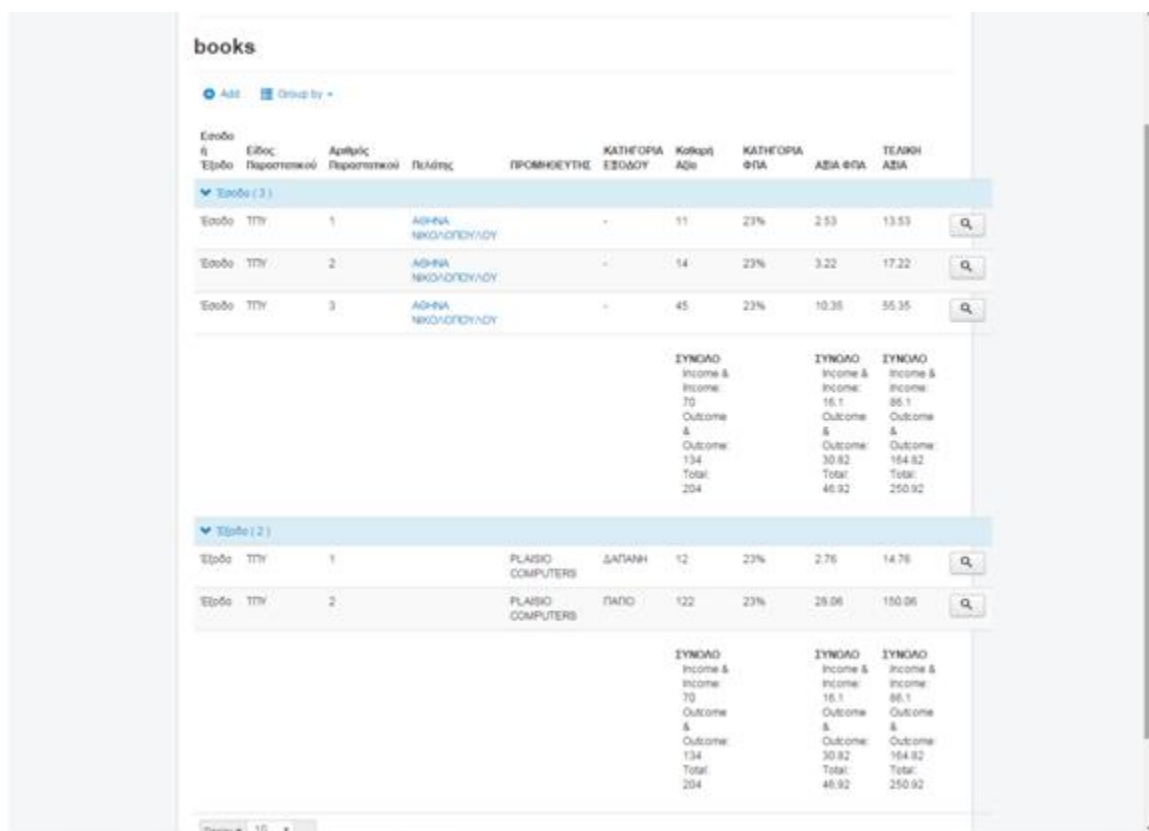 books
Add Group by
Έσοδο
ή Είδος Αριθμός ΚΑΤΗΓΟΡΙΑ Καθαρή ΚΑΤΗΓΟΡΙΑ ΤΕΛΙΚΗ
Έξοδο Παραστατικού Παραστατικού Πελάτης ΠΡΟΜΗΘΕΥΤΗΣ ΕΞΟΔΟΥ Αξία ΦΠΑ ΑΞΙΑ ΦΠΑ ΑΞΙΑ
Έσοδο ( 3 )
Έσοδο ΤΠΥ 1 ΑΘΗΝΑ - 11 23% 2.53 13.53
ΝΙΚΟΛΟΠΟΥΛΟΥ
Έσοδο ΤΠΥ 2 ΑΘΗΝΑ - 14 23% 3.22 17.22
ΝΙΚΟΛΟΠΟΥΛΟΥ
Έσοδο ΤΠΥ 3 ΑΘΗΝΑ - 45 23% 10.35 55.35
ΝΙΚΟΛΟΠΟΥΛΟΥ
ΣΥΝΟΛΟ ΣΥΝΟΛΟ ΣΥΝΟΛΟ
Income & Income & Income &
Income: Income: Income:
70 16.1 86.1
Outcome Outcome Outcome
& & &
Outcome: Outcome: Outcome:
134 30.82 164.82
Total: Total: Total:
204 46.92 250.92
Έξοδο ( 2 )
Έξοδο ΤΠΥ 1 PLAISIO ΔΑΠΑΝΗ 12 23% 2.76 14.76
COMPUTERS
Έξοδο ΤΠΥ 2 PLAISIO ΠΑΓΙΟ 122 23% 28.06 150.06
COMPUTERS
ΣΥΝΟΛΟ ΣΥΝΟΛΟ ΣΥΝΟΛΟ
Income & Income & Income &
Income: Income: Income:
70 16.1 86.1
Outcome Outcome Outcome
& & &
Outcome: Outcome: Outcome:
134 30.82 164.82
Total: Total: Total:
204 46.92 250.92
10